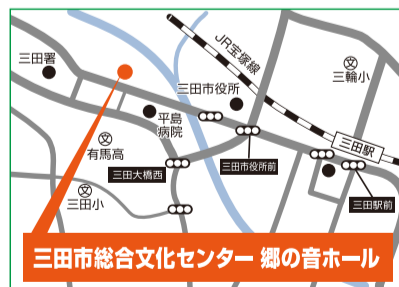 JR宝塚線
三田署
文
三輪小
三田市役所
平島
病院
三田駅
文
有馬高
三田大橋西
三田市役所前
三田駅前
文
三田小
三田市総合文化センター 郷の音ホール